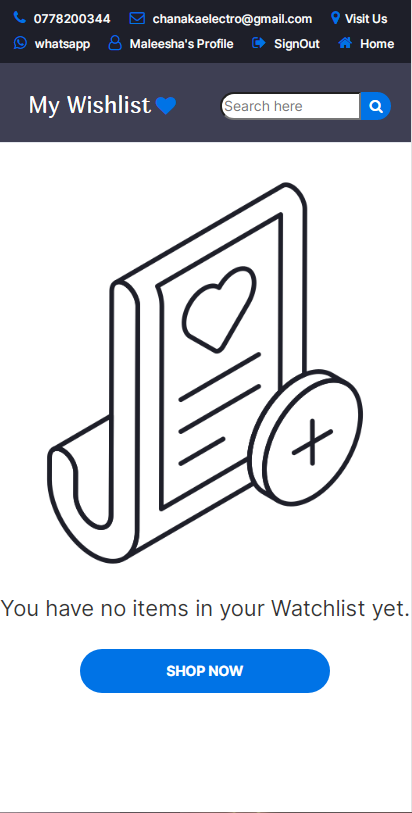 0778200344 chanakaelectro@gmail.com Visit Us
whatsapp Maleesha's Profile SignOut Home
My Wishlist
Search here
You have no items in your Watchlist yet.
SHOP NOW